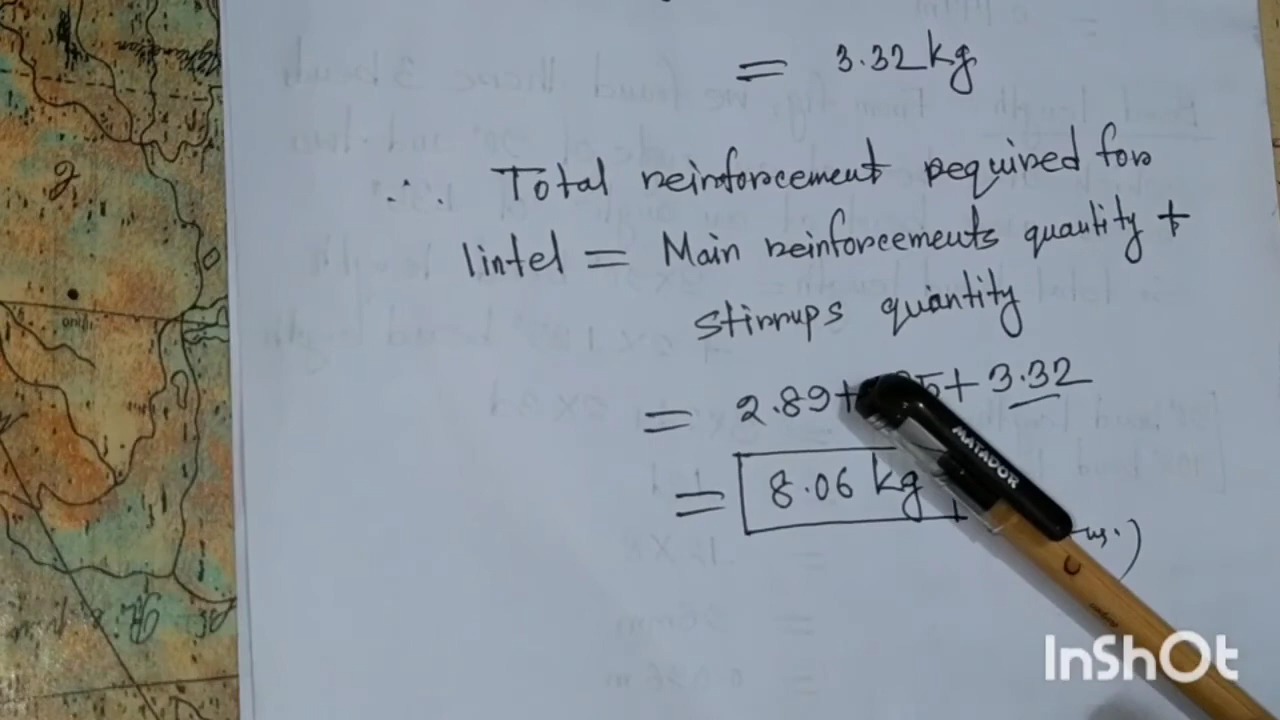 = 3.32 kg
∴ Total reinforcement required for
lintel = Main reinforcements quantity +
stirrups quantity
= 2.89+ + 3.32
= 8.06 kg
MATADOR
InShOt